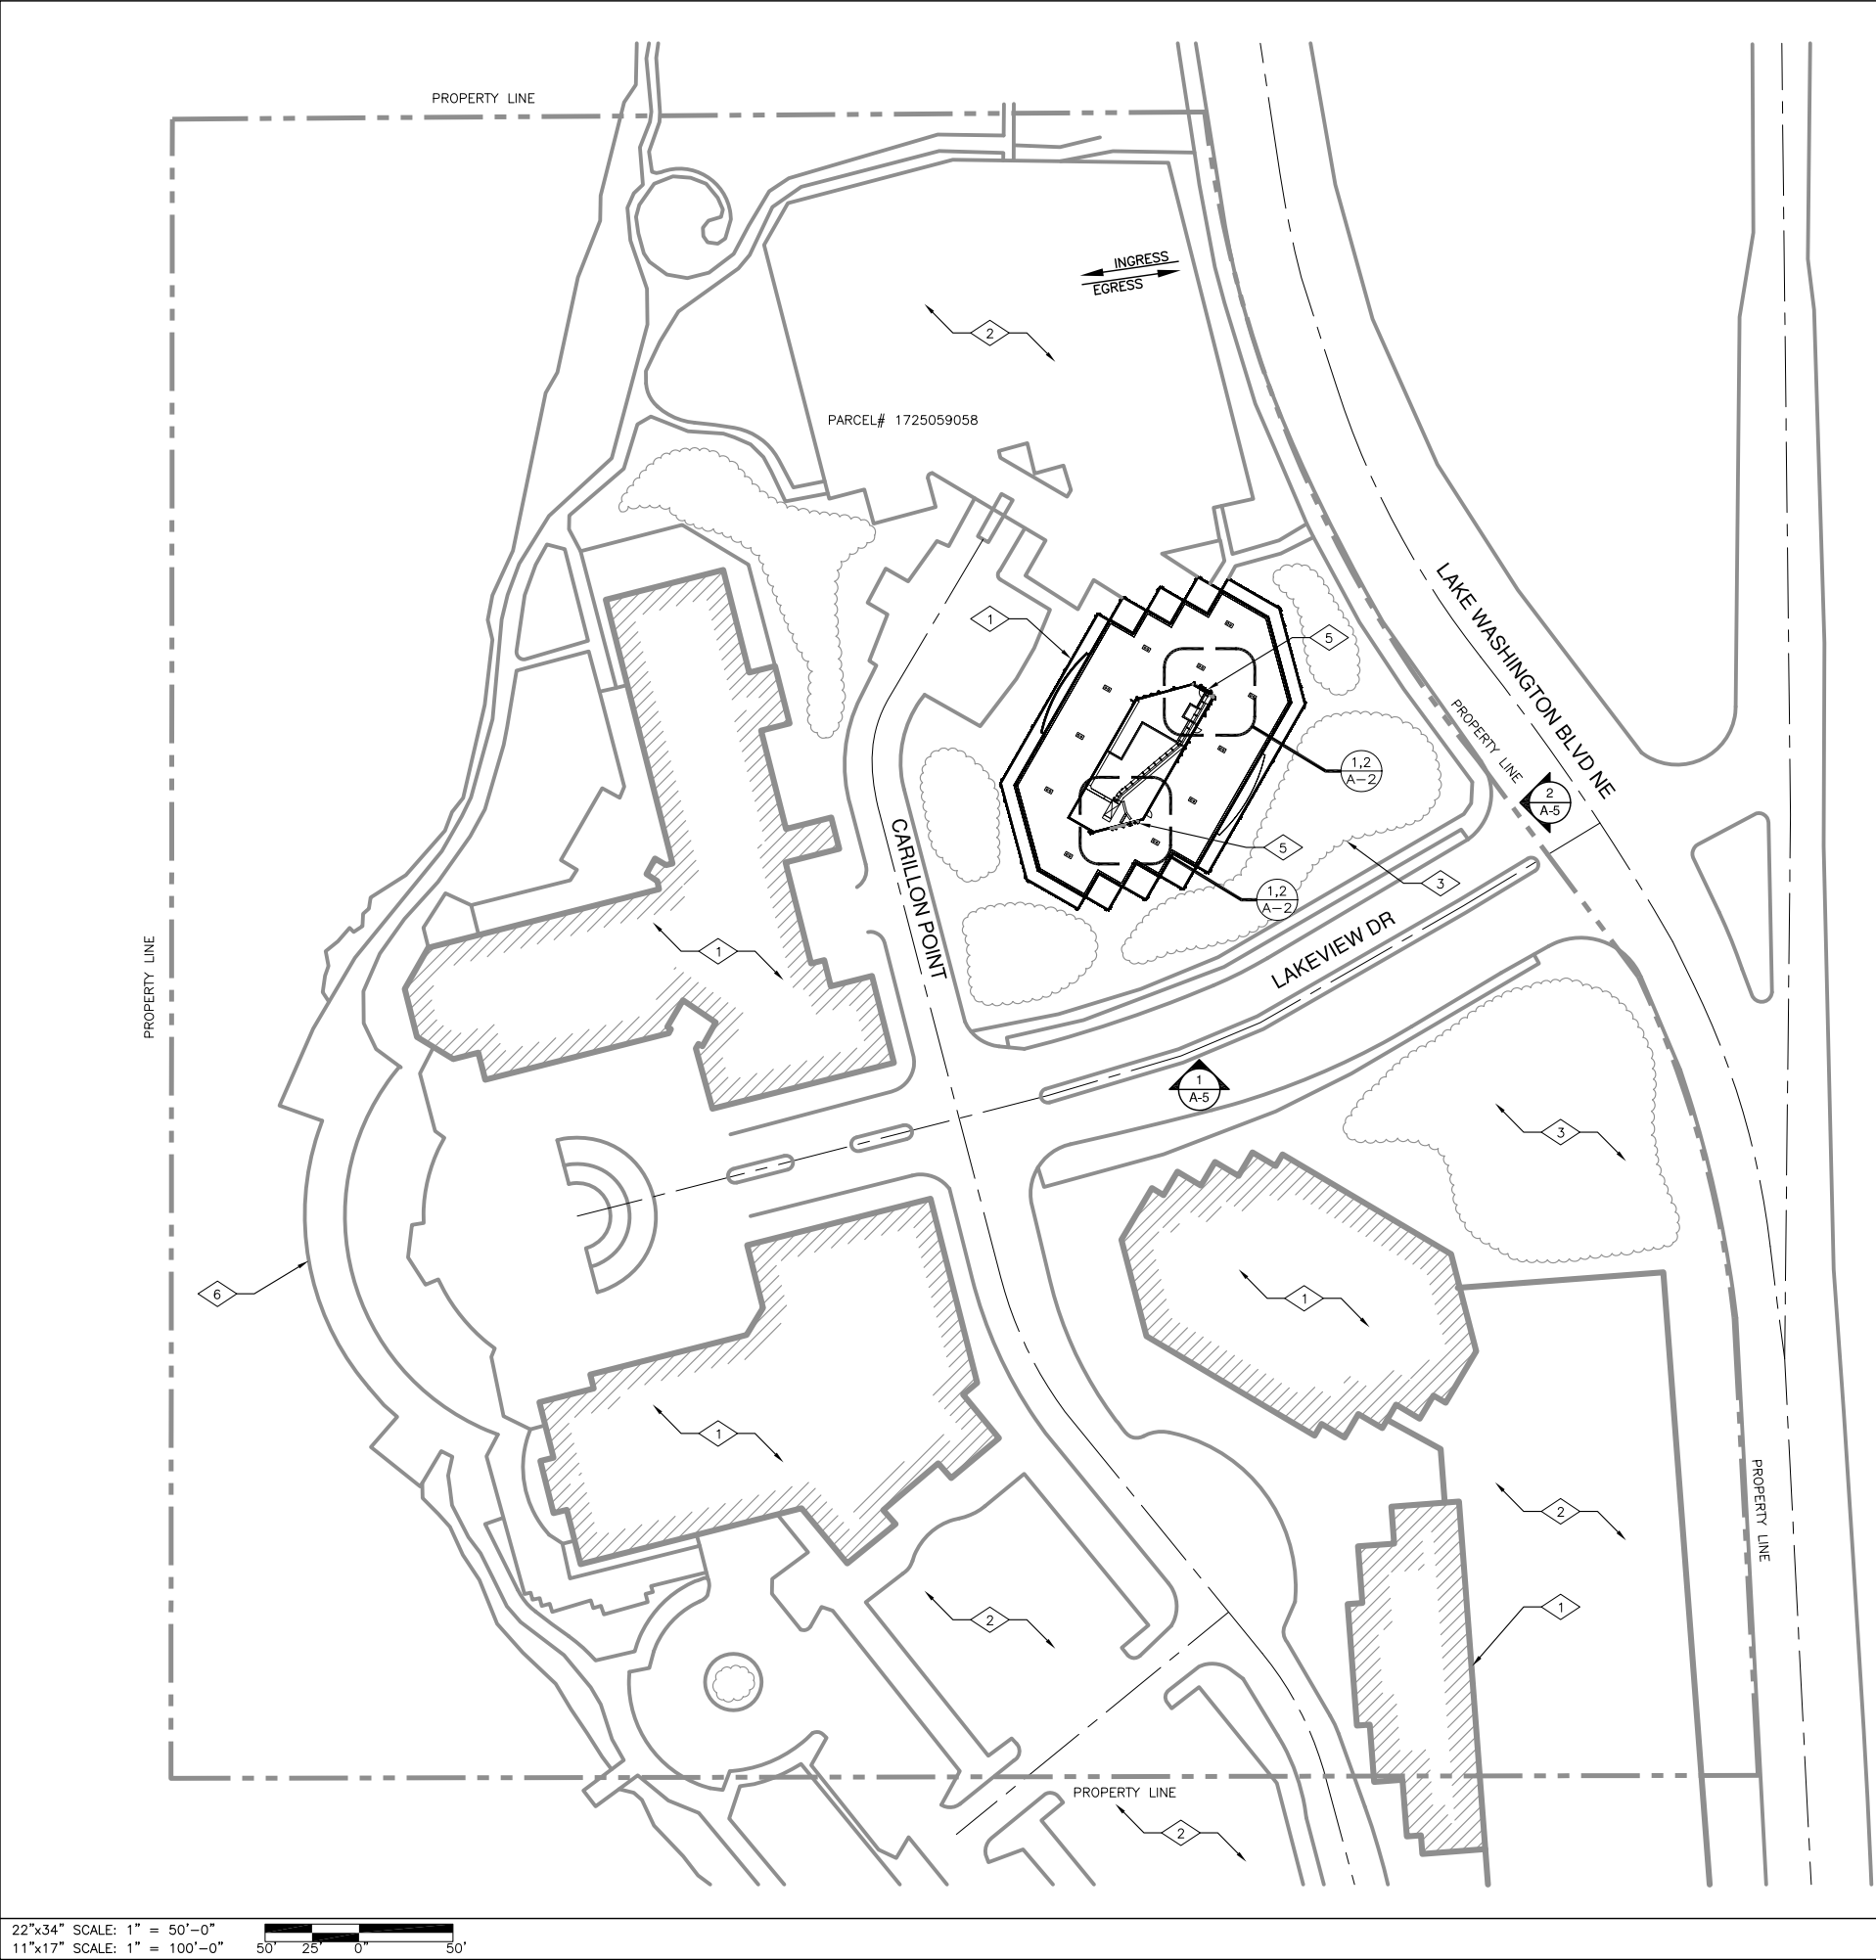 PROPERTY LINE
INGRESS
EGRESS
2
PARCEL# 1725059058
1
5
LAKE WASHINGTON BLVD NE
PROPERTY LINE
1,2
A-2
2
A-5
CARILLON POINT
5
3
1,2
A-2
LAKEVIEW DR
PROPERTY LINE
1
1
A-5
3
6
1
1
2
PROPERTY LINE
1
2
PROPERTY LINE
2
22"x34" SCALE: 1" = 50'-0"
11"x17" SCALE: 1" = 100'-0"
50' 25' 0" 50'